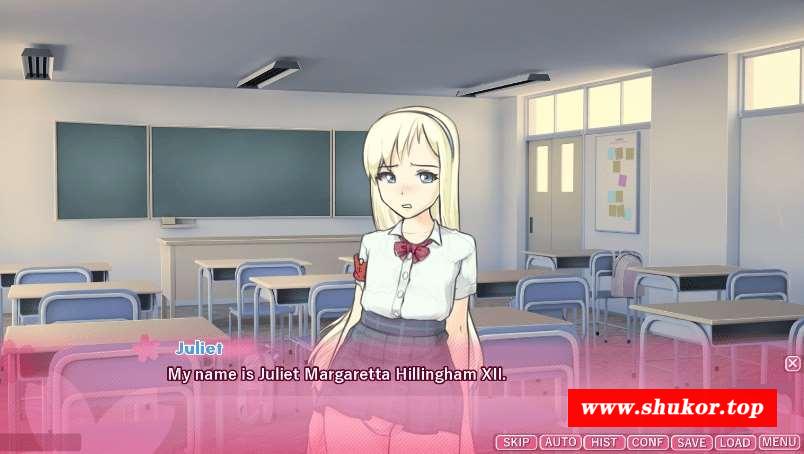 Juliet
My name is Juliet Margaretta Hillingham XII.
www.shukor.top
SKIP AUTO HIST CONF SAVE LOAD MENU